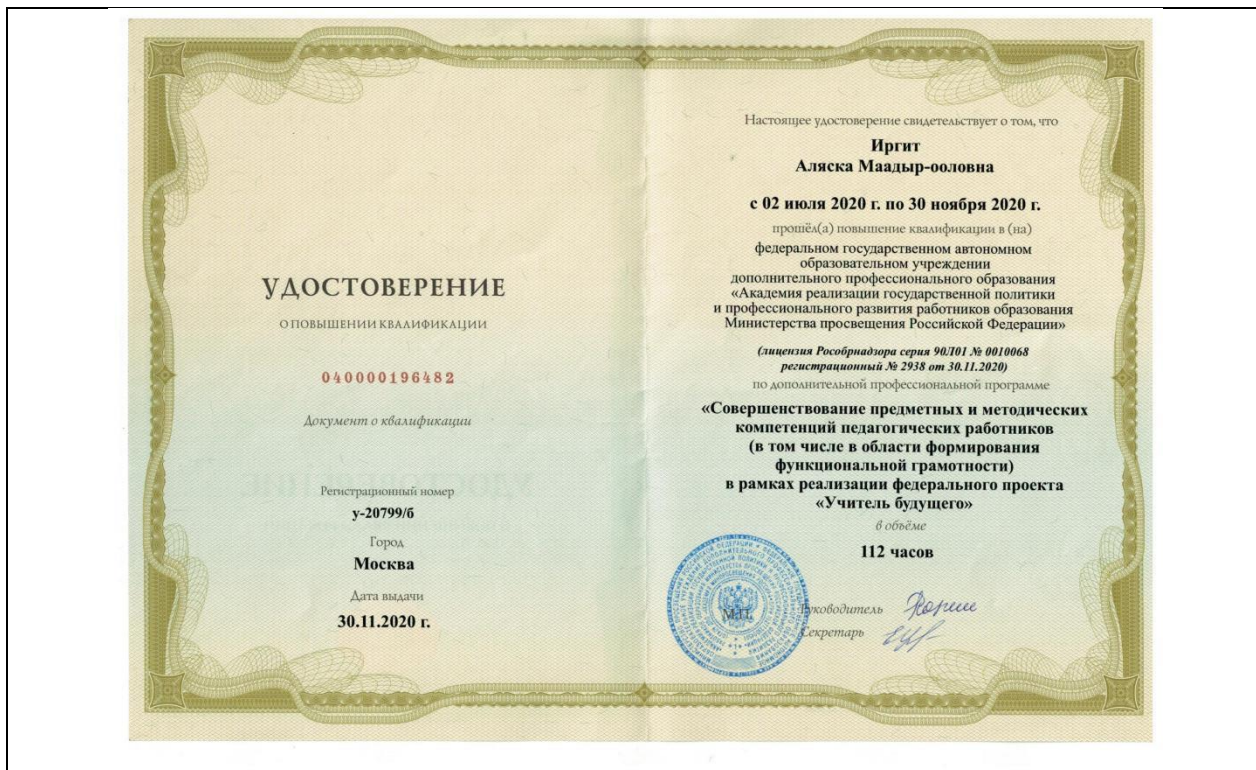 УДОСТОВЕРЕНИЕ
О ПОВЫШЕНИИ КВАЛИФИКАЦИИ
040000196482
Документ о квалификации
Регистрационный номер
у-20799/б
Город
Москва
Дата выдачи
30.11.2020 г.
Настоящее удостоверение свидетельствует о том, что
Иргит
Аляска Маадыр-ооловна
с 02 июля 2020 г. по 30 ноября 2020 г.
прошёл(а) повышение квалификации в (на)
федеральном государственном автономном
образовательном учреждении
дополнительного профессионального образования
«Академия реализации государственной политики
и профессионального развития работников образования
Министерства просвещения Российской Федерации»
(лицензия Рособрнадзора серия 90Л01 № 0010068
регистрационный № 2938 от 30.11.2020)
по дополнительной профессиональной программе
«Совершенствование предметных и методических
компетенций педагогических работников
(в том числе в области формирования
функциональной грамотности)
в рамках реализации федерального проекта
«Учитель будущего»
в объёме
112 часов
М.П.
Руководитель
Секретарь